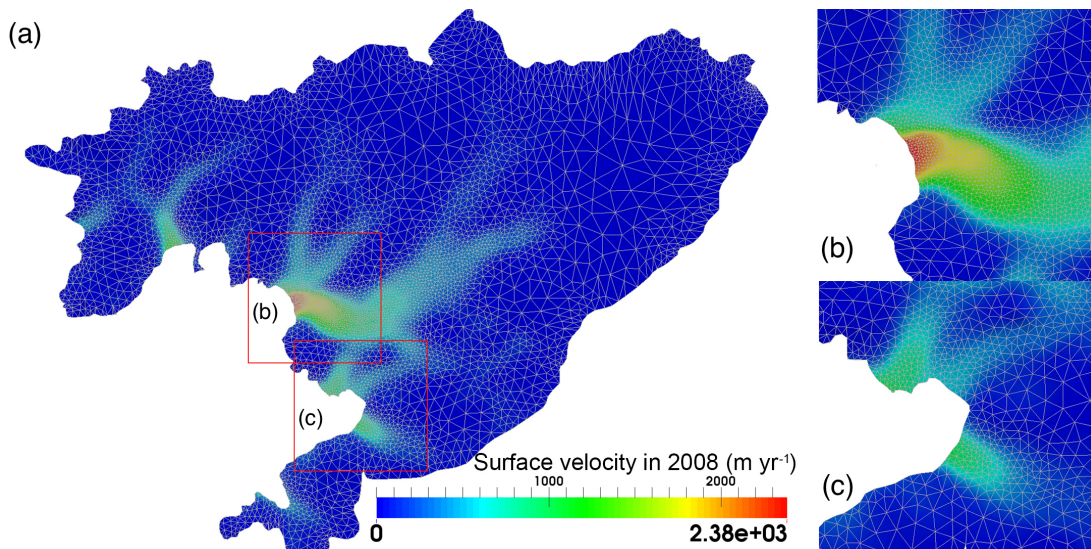 (a)
(b)
(c)
Surface velocity in 2008 (m yr⁻¹)
1000 2000
0 2.38e+03
(b)
(c)